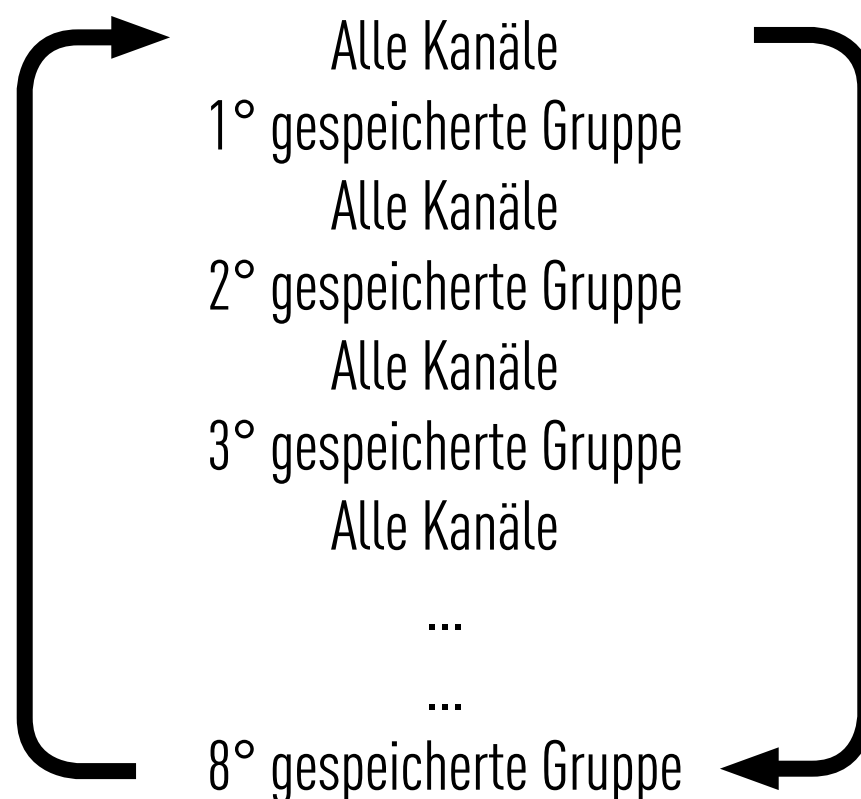 Alle Kanäle
1° gespeicherte Gruppe
Alle Kanäle
2° gespeicherte Gruppe
Alle Kanäle
3° gespeicherte Gruppe
Alle Kanäle
...
...
8° gespeicherte Gruppe